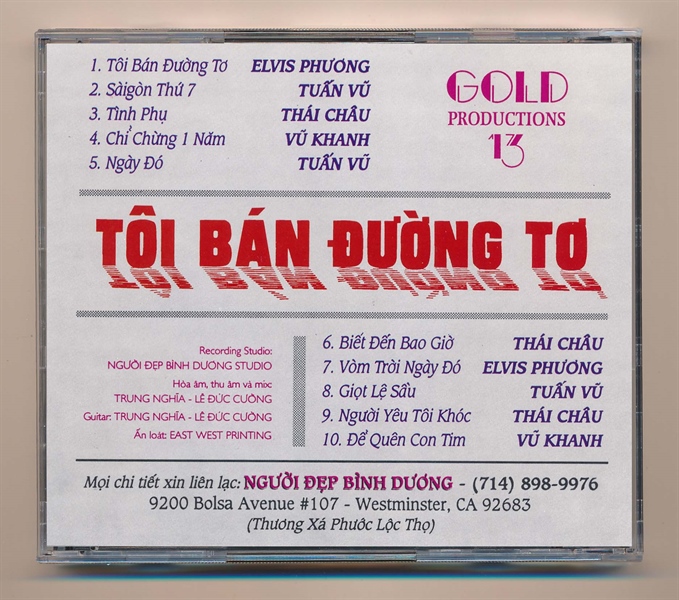 1. Tôi Bán Đường Tơ ELVIS PHƯƠNG
2. Sàigòn Thứ 7 TUẤN VŨ
3. Tình Phụ THÁI CHÂU
4. Chỉ Chừng 1 Năm VŨ KHANH
5. Ngày Đó TUẤN VŨ
GOLD
PRODUCTIONS
13
TÔI BÁN ĐƯỜNG TƠ
Recording Studio:
NGƯỜI ĐẸP BÌNH DƯƠNG STUDIO
Hòa âm, thu âm và mix:
TRUNG NGHĨA - LÊ ĐỨC CƯỜNG
Guitar: TRUNG NGHĨA - LÊ ĐỨC CƯỜNG
Ấn loát: EAST WEST PRINTING
6. Biết Đến Bao Giờ THÁI CHÂU
7. Vòm Trời Ngày Đó ELVIS PHƯƠNG
8. Giọt Lệ Sầu TUẤN VŨ
9. Người Yêu Tôi Khóc THÁI CHÂU
10. Để Quên Con Tim VŨ KHANH
Mọi chi tiết xin liên lạc: NGƯỜI ĐẸP BÌNH DƯƠNG - (714) 898-9976
9200 Bolsa Avenue #107 - Westminster, CA 92683
(Thương Xá Phước Lộc Thọ)